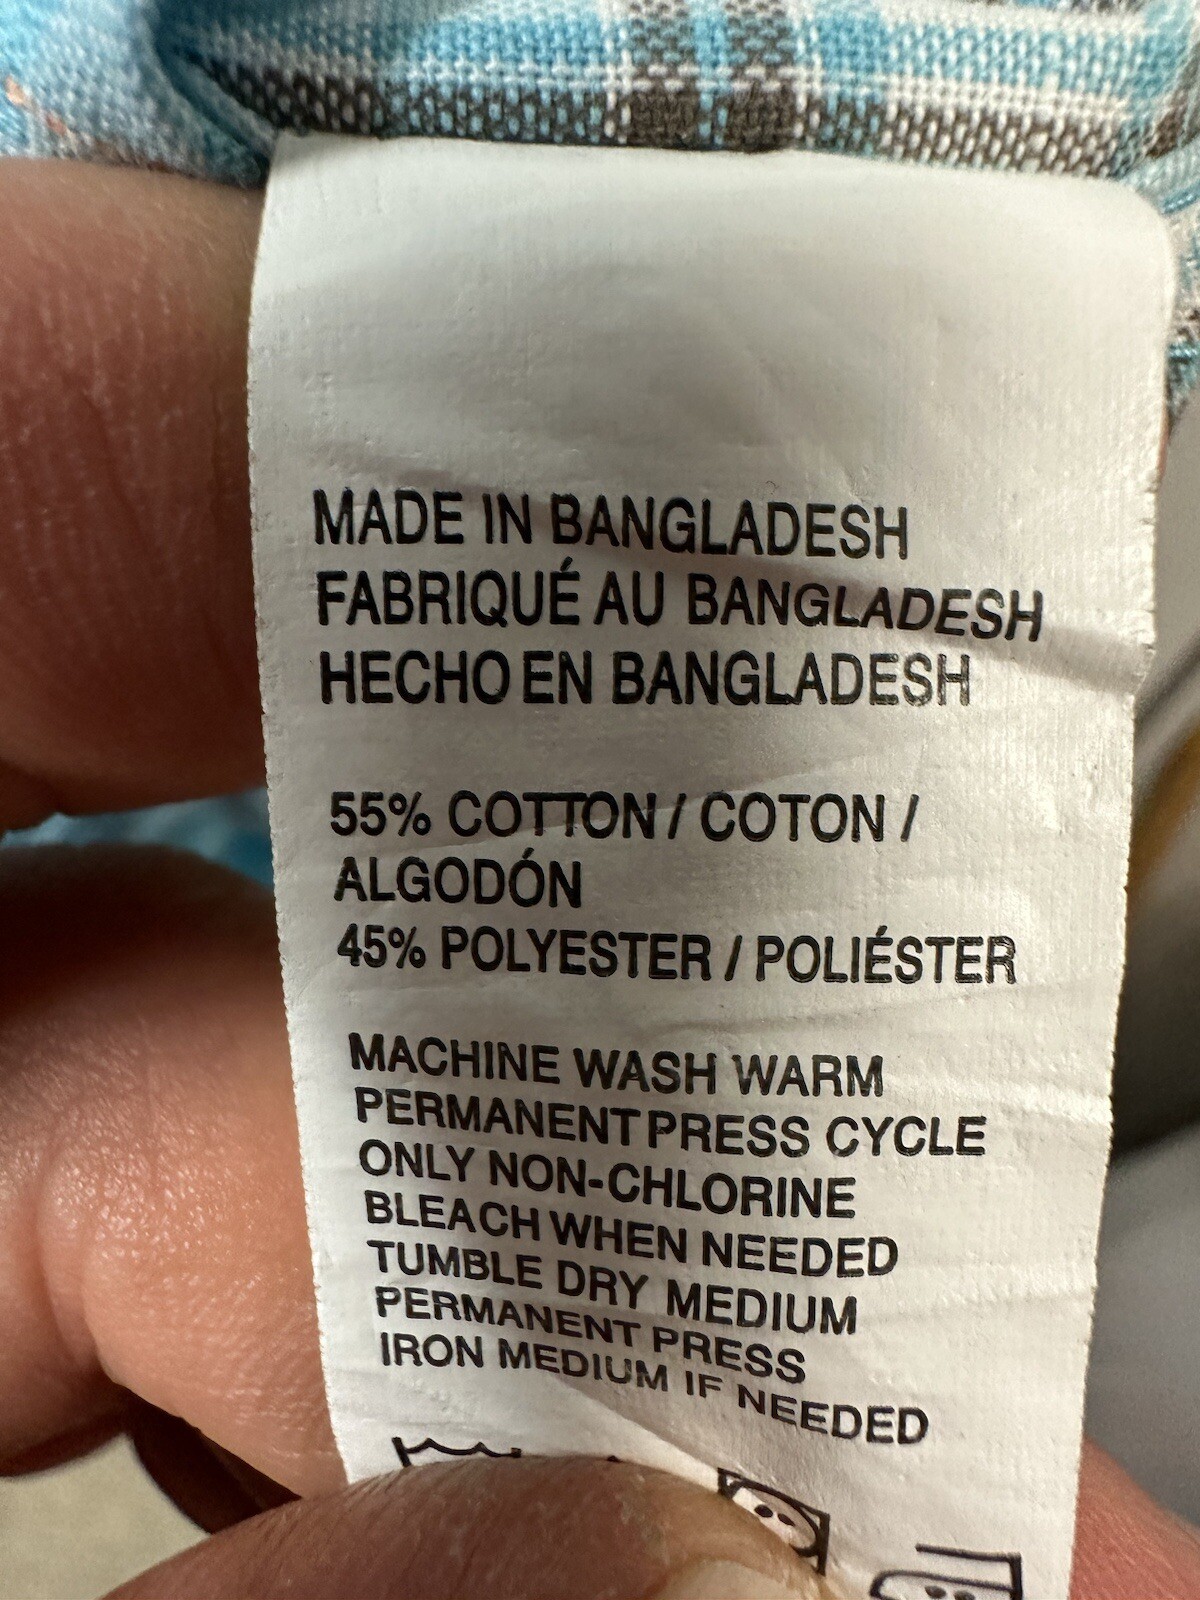 MADE IN BANGLADESH
FABRIQUÉ AU BANGLADESH
HECHO EN BANGLADESH
55% COTTON / COTON /
ALGODÓN
45% POLYESTER / POLIÉSTER
MACHINE WASH WARM
PERMANENT PRESS CYCLE
ONLY NON-CHLORINE
BLEACH WHEN NEEDED
TUMBLE DRY MEDIUM
PERMANENT PRESS
IRON MEDIUM IF NEEDED